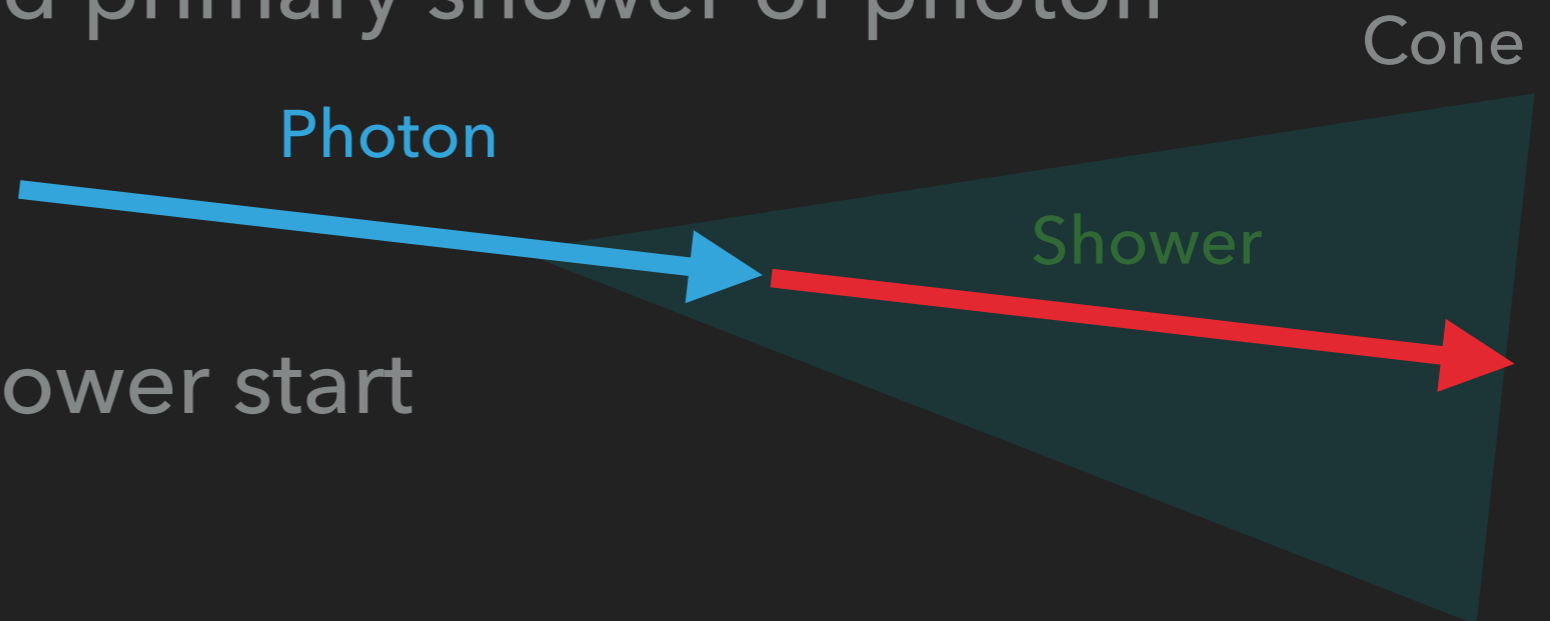 d primary shower of photon
Cone
Photon
Shower
ower start